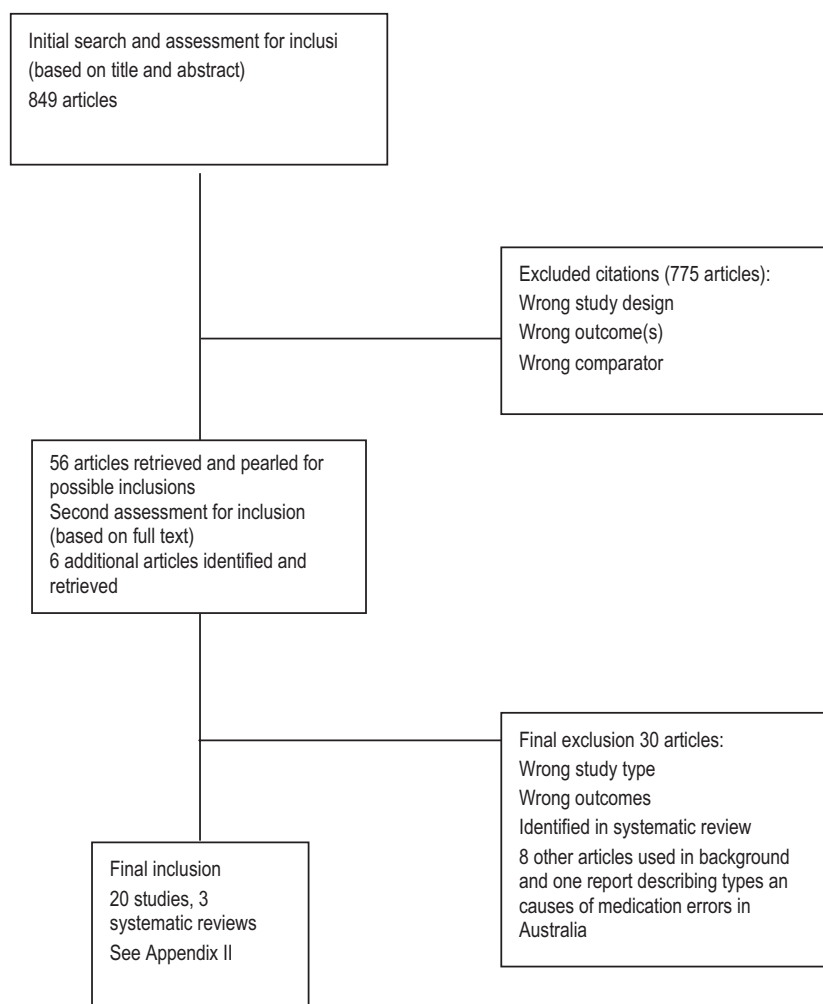 Initial search and assessment for inclusi
(based on title and abstract)
849 articles
Excluded citations (775 articles):
Wrong study design
Wrong outcome(s)
Wrong comparator
56 articles retrieved and pearled for
possible inclusions
Second assessment for inclusion
(based on full text)
6 additional articles identified and
retrieved
Final exclusion 30 articles:
Wrong study type
Wrong outcomes
Identified in systematic review
8 other articles used in background
and one report describing types an
causes of medication errors in
Australia
Final inclusion
20 studies, 3
systematic reviews
See Appendix II